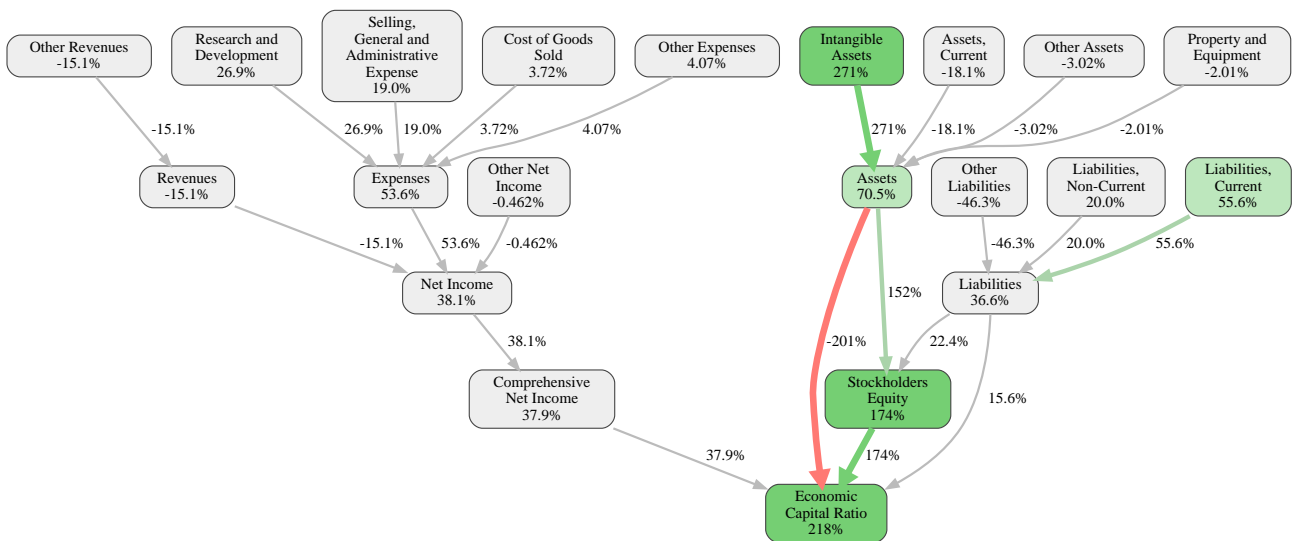 Other Revenues
-15.1%
Research and
Development
26.9%
Selling,
General and
Administrative
Expense
19.0%
Cost of Goods
Sold
3.72%
Other Expenses
4.07%
Intangible
Assets
271%
Assets,
Current
-18.1%
Other Assets
-3.02%
Property and
Equipment
-2.01%
-15.1%
26.9%
19.0%
3.72%
4.07%
271%
-18.1%
-3.02%
-2.01%
Revenues
-15.1%
Expenses
53.6%
Other Net
Income
-0.462%
Assets
70.5%
Other
Liabilities
-46.3%
Liabilities,
Non-Current
20.0%
Liabilities,
Current
55.6%
-15.1%
53.6%
-0.462%
-46.3%
20.0%
55.6%
Net Income
38.1%
152%
Liabilities
36.6%
38.1%
-201%
22.4%
Comprehensive
Net Income
37.9%
Stockholders
Equity
174%
15.6%
37.9%
174%
Economic
Capital Ratio
218%